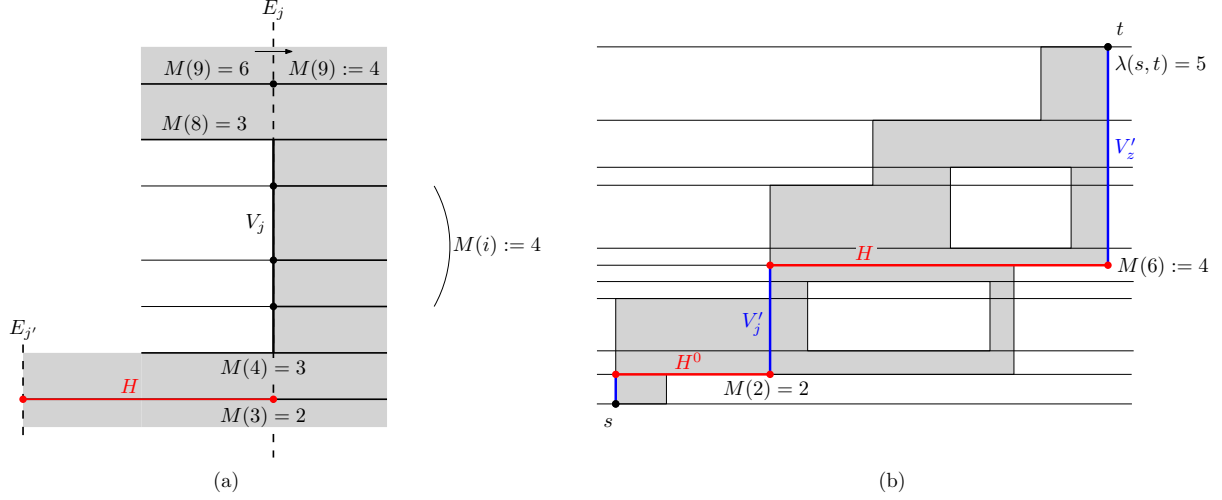 E_j
M(9) = 6
M(9) := 4
M(8) = 3
V_j
M(i) := 4
E_{j'}
M(4) = 3
H
M(3) = 2
(a)
t
λ(s, t) = 5
V'_z
H
M(6) := 4
V'_j
H^0
M(2) = 2
s
(b)